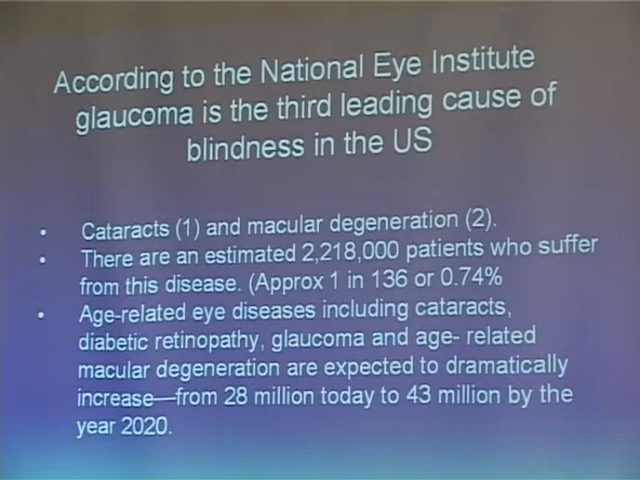 According to the National Eye Institute
glaucoma is the third leading cause of
blindness in the US
• Cataracts (1) and macular degeneration (2).
• There are an estimated 2,218,000 patients who suffer
from this disease. (Approx 1 in 136 or 0.74%
• Age-related eye diseases including cataracts,
diabetic retinopathy, glaucoma and age- related
macular degeneration are expected to dramatically
increase—from 28 million today to 43 million by the
year 2020.